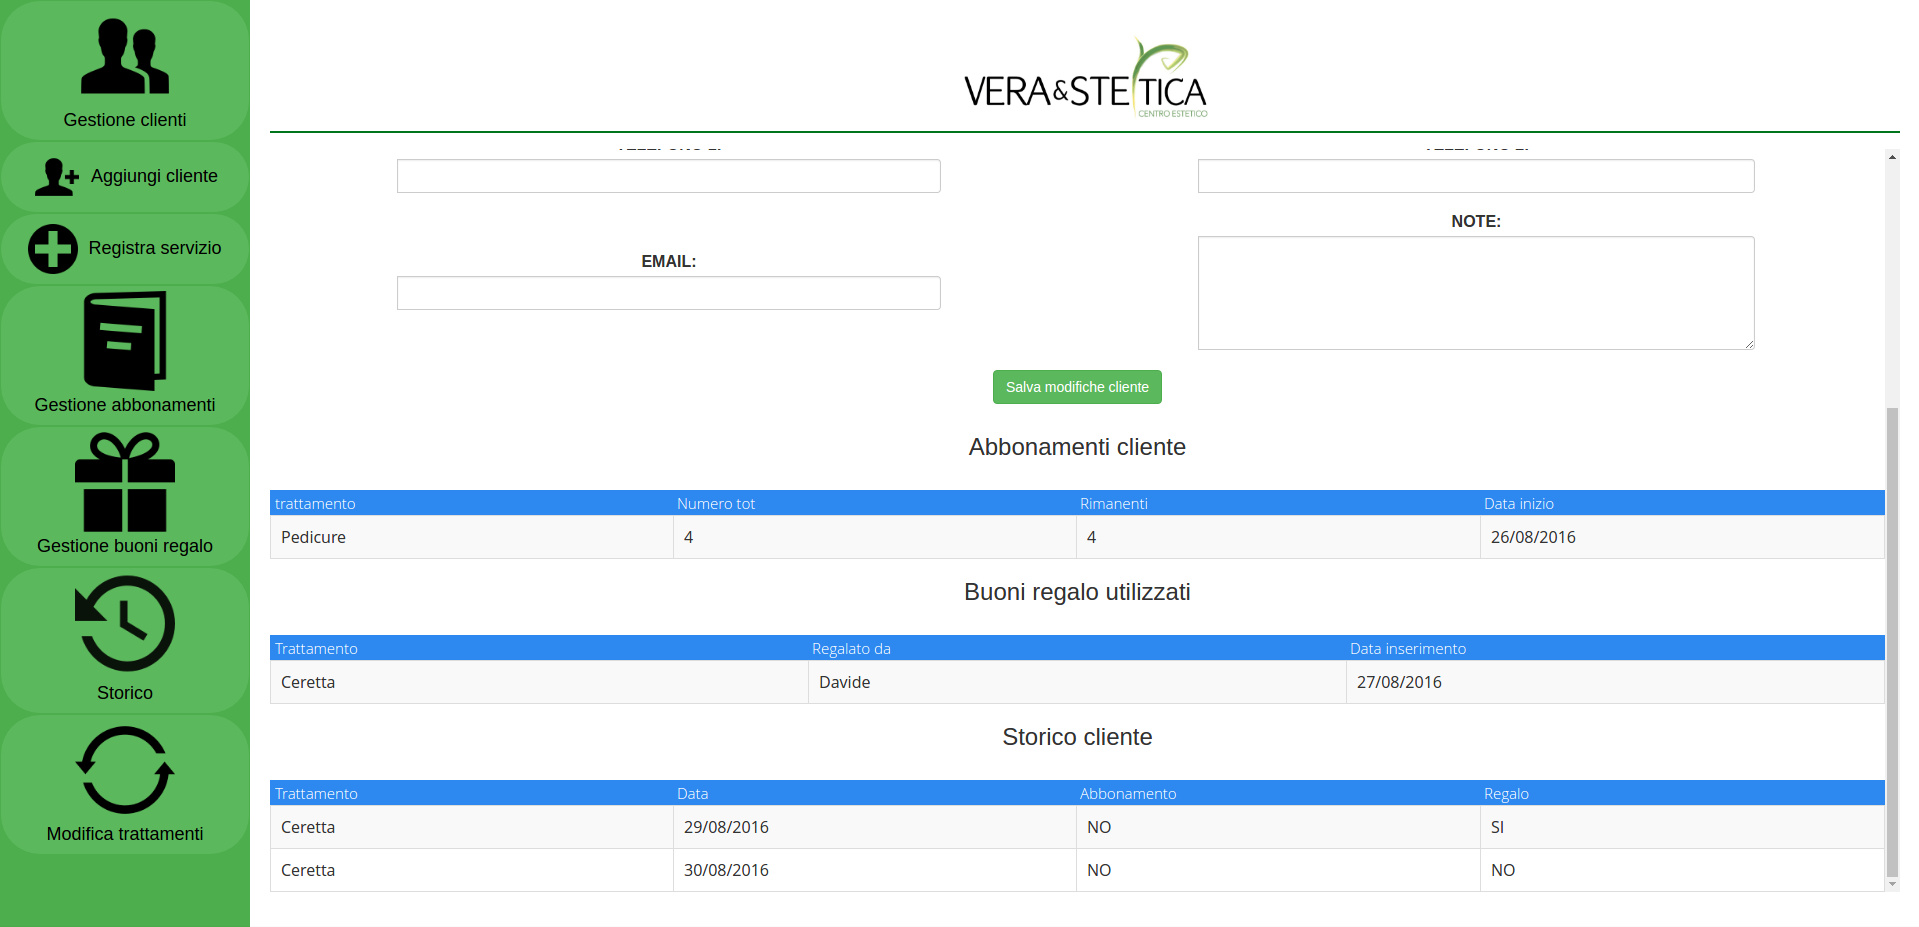 Gestione clienti
Aggiungi cliente
Registra servizio
Gestione abbonamenti
Gestione buoni regalo
Storico
Modifica trattamenti
VERA&STETICA
CENTRO ESTETICO
NOTE:
EMAIL:
Salva modifiche cliente
Abbonamenti cliente
trattamento Numero tot Rimanenti Data inizio
Pedicure 4 4 26/08/2016
Buoni regalo utilizzati
Trattamento Regalato da Data inserimento
Ceretta Davide 27/08/2016
Storico cliente
Trattamento Data Abbonamento Regalo
Ceretta 29/08/2016 NO SI
Ceretta 30/08/2016 NO NO